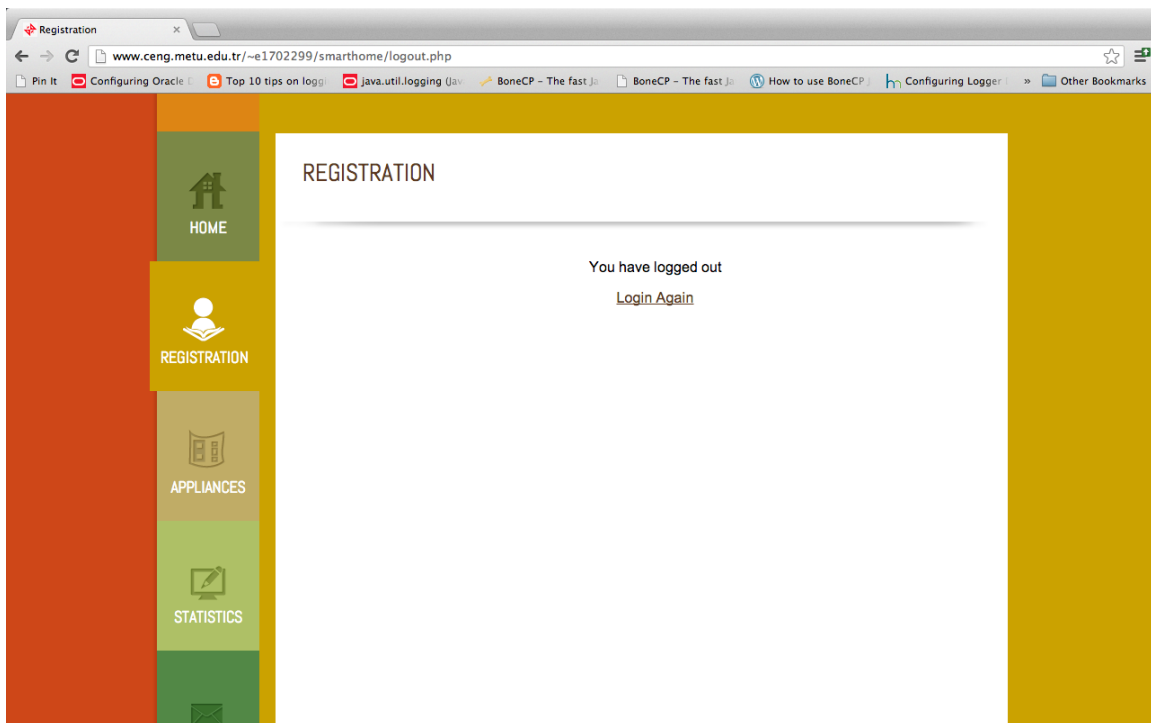 Registration
www.ceng.metu.edu.tr/~e1702299/smarthome/logout.php
Pin It Configuring Oracle Top 10 tips on loggi java.util.logging (Jav BoneCP – The fast Ja BoneCP – The fast Ja How to use BoneCP Configuring Logger » Other Bookmarks
REGISTRATION
HOME
You have logged out
Login Again
REGISTRATION
APPLIANCES
STATISTICS